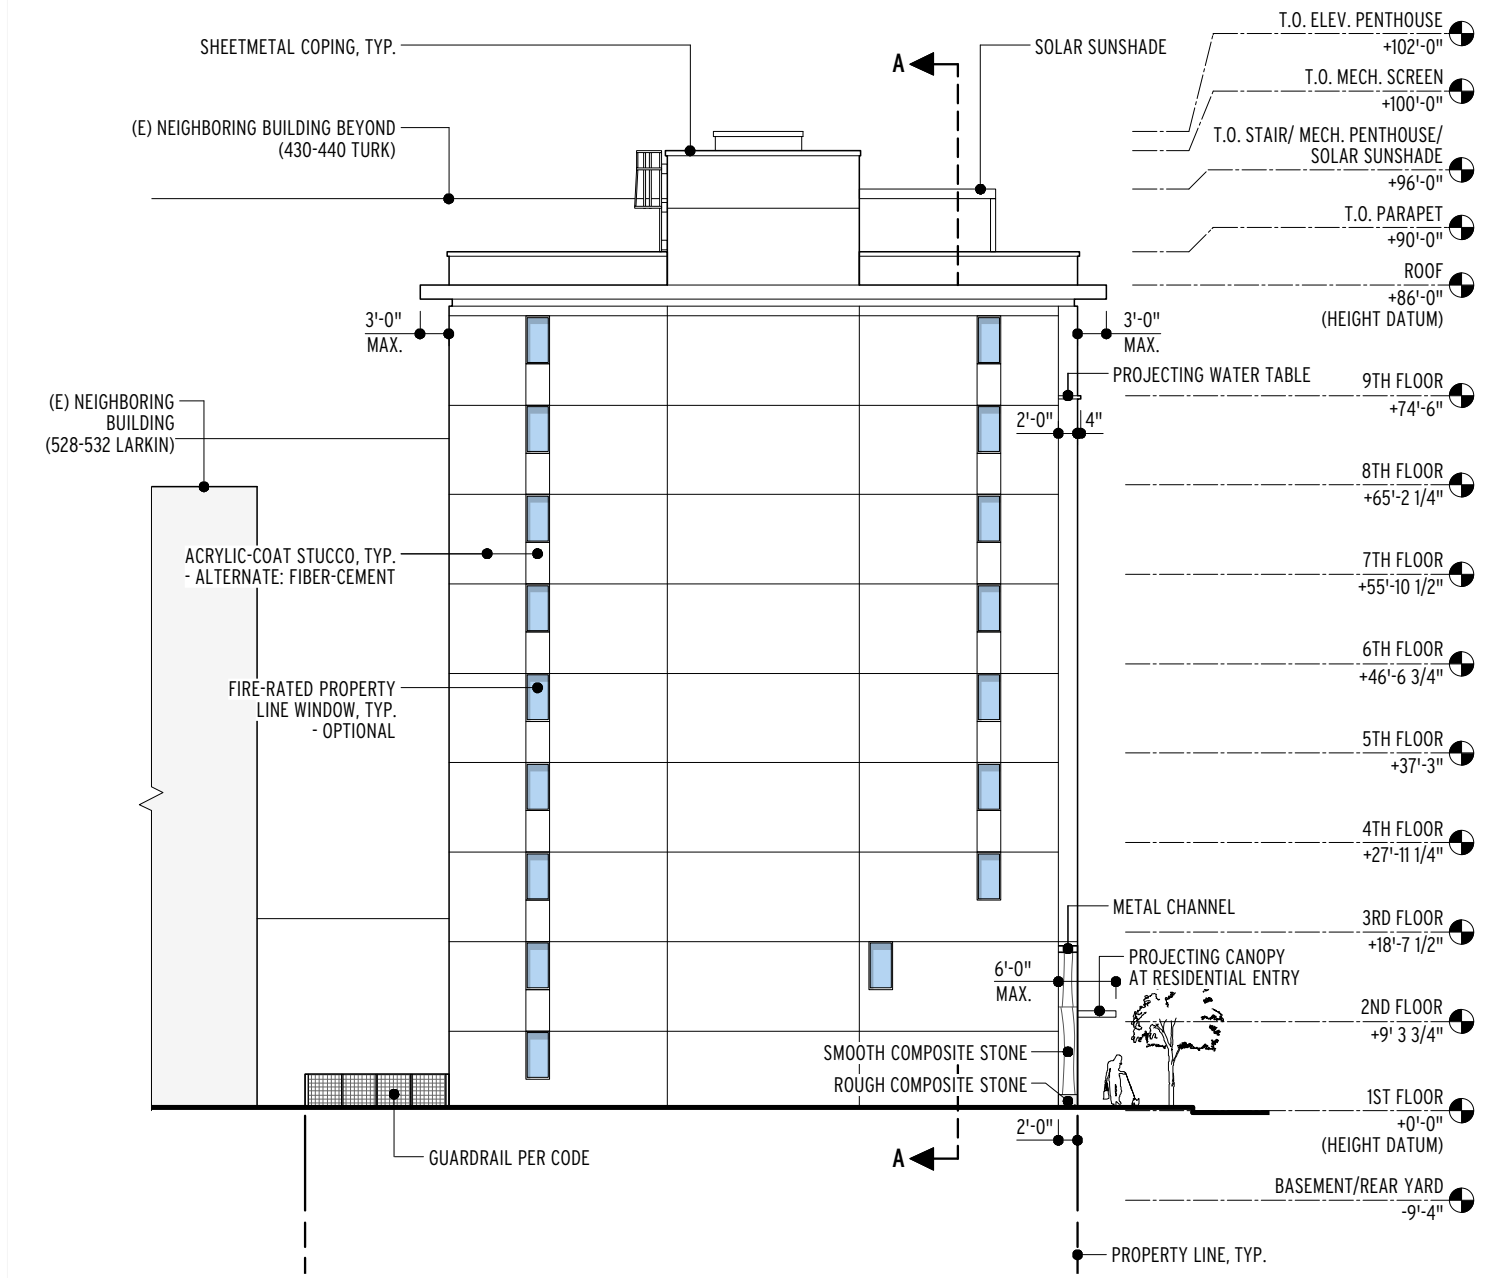 SHEETMETAL COPING, TYP.
(E) NEIGHBORING BUILDING BEYOND
(430-440 TURK)
A
SOLAR SUNSHADE
T.O. ELEV. PENTHOUSE
+102'-0"
T.O. MECH. SCREEN
+100'-0"
T.O. STAIR/ MECH. PENTHOUSE/
SOLAR SUNSHADE
+96'-0"
T.O. PARAPET
+90'-0"
ROOF
+86'-0"
(HEIGHT DATUM)
3'-0"
MAX.
3'-0"
MAX.
PROJECTING WATER TABLE
9TH FLOOR
+74'-6"
2'-0"
4"
(E) NEIGHBORING
BUILDING
(528-532 LARKIN)
8TH FLOOR
+65'-2 1/4"
ACRYLIC-COAT STUCCO, TYP.
- ALTERNATE: FIBER-CEMENT
7TH FLOOR
+55'-10 1/2"
6TH FLOOR
+46'-6 3/4"
FIRE-RATED PROPERTY
LINE WINDOW, TYP.
- OPTIONAL
5TH FLOOR
+37'-3"
4TH FLOOR
+27'-11 1/4"
METAL CHANNEL
3RD FLOOR
+18'-7 1/2"
PROJECTING CANOPY
AT RESIDENTIAL ENTRY
6'-0"
MAX.
2ND FLOOR
+9' 3 3/4"
SMOOTH COMPOSITE STONE
ROUGH COMPOSITE STONE
1ST FLOOR
+0'-0"
(HEIGHT DATUM)
2'-0"
A
GUARDRAIL PER CODE
BASEMENT/REAR YARD
-9'-4"
PROPERTY LINE, TYP.